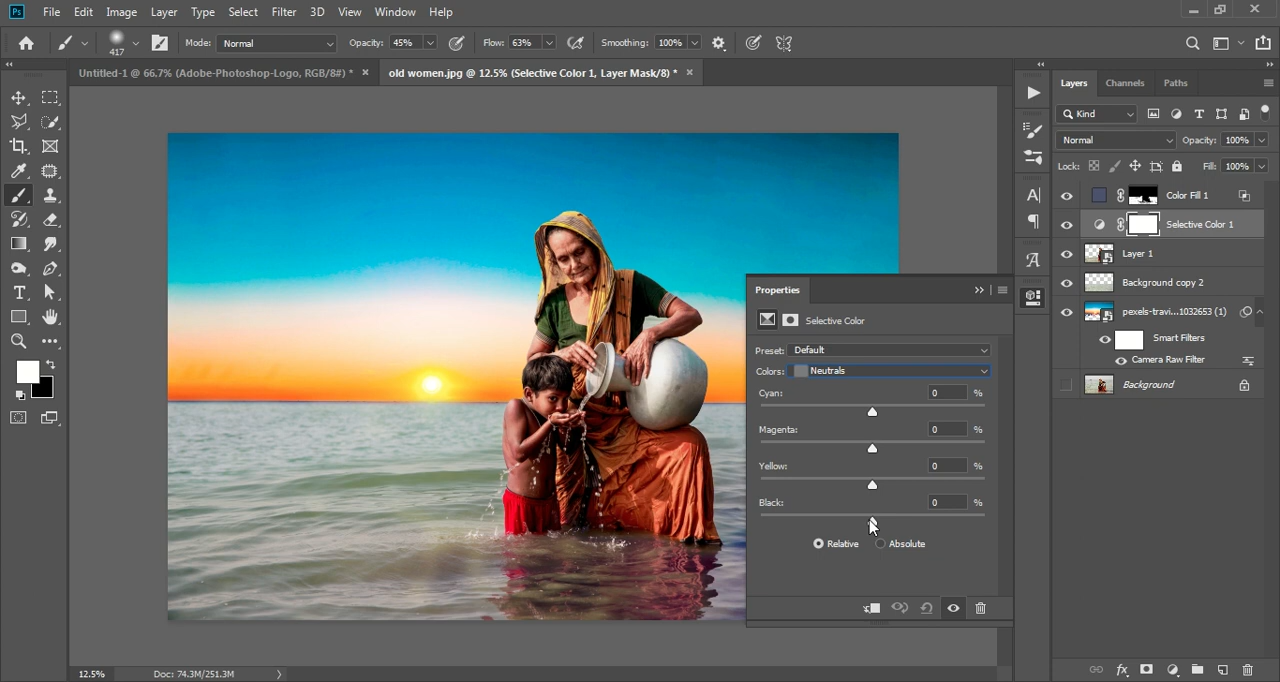 Ps File Edit Image Layer Type Select Filter 3D View Window Help
417 Mode: Normal Opacity: 45% Flow: 63% Smoothing: 100%
Untitled-1 @ 66.7% (Adobe-Photoshop-Logo, RGB/8#) * × old women.jpg @ 12.5% (Selective Color 1, Layer Mask/8) * ×
Layers Channels Paths
Kind
Normal Opacity: 100%
Lock: Fill: 100%
Color Fill 1
Selective Color 1
Layer 1
Background copy 2
pexels-travi...1032653 (1)
Smart Filters
Camera Raw Filter
Background
Properties
Selective Color
Preset: Default
Colors: Neutrals
Cyan: 0 %
Magenta: 0 %
Yellow: 0 %
Black: 0 %
Relative Absolute
12.5% Doc: 74.3M/251.3M